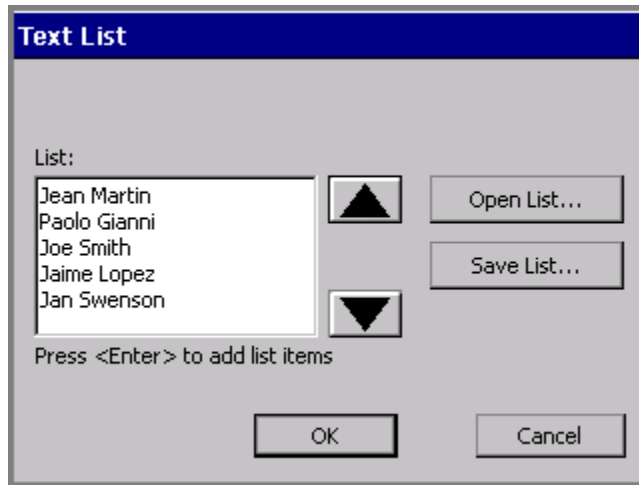 Text List
List:
Jean Martin
Paolo Gianni
Joe Smith
Jaime Lopez
Jan Swenson
Open List...
Save List...
Press <Enter> to add list items
OK
Cancel